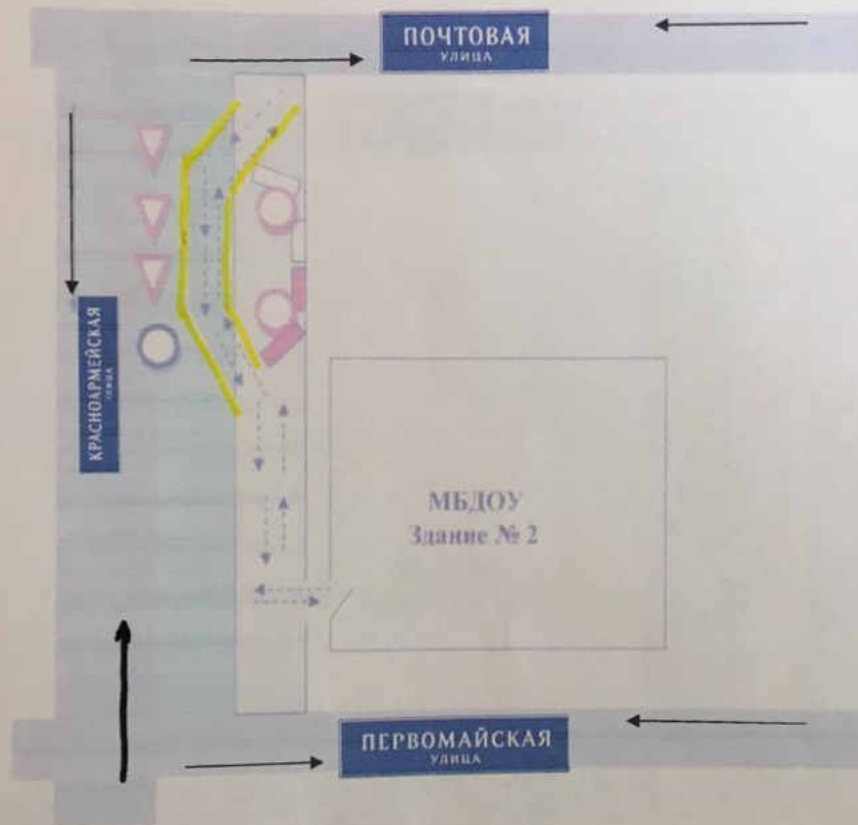 ПОЧТОВАЯ
УЛИЦА
КРАСНОАРМЕЙСКАЯ
УЛИЦА
МБДОУ
Здание № 2
ПЕРВОМАЙСКАЯ
УЛИЦА